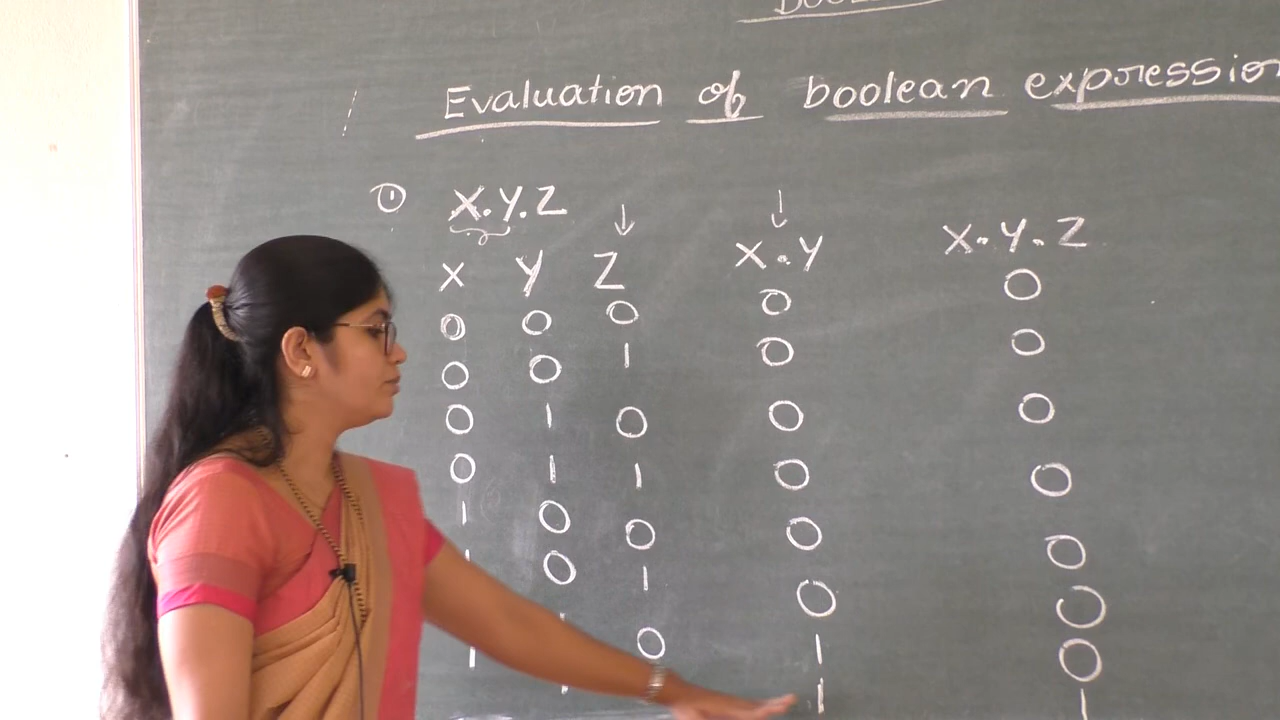 Evaluation of boolean expression
① X.Y.Z
X Y Z X.Y X.Y.Z
0 0 0 0 0
0 0 1 0 0
0 1 0 0 0
0 1 1 0 0
1 0 0 0 0
1 0 1 0 0
1 0 1 0
1 1 1 1